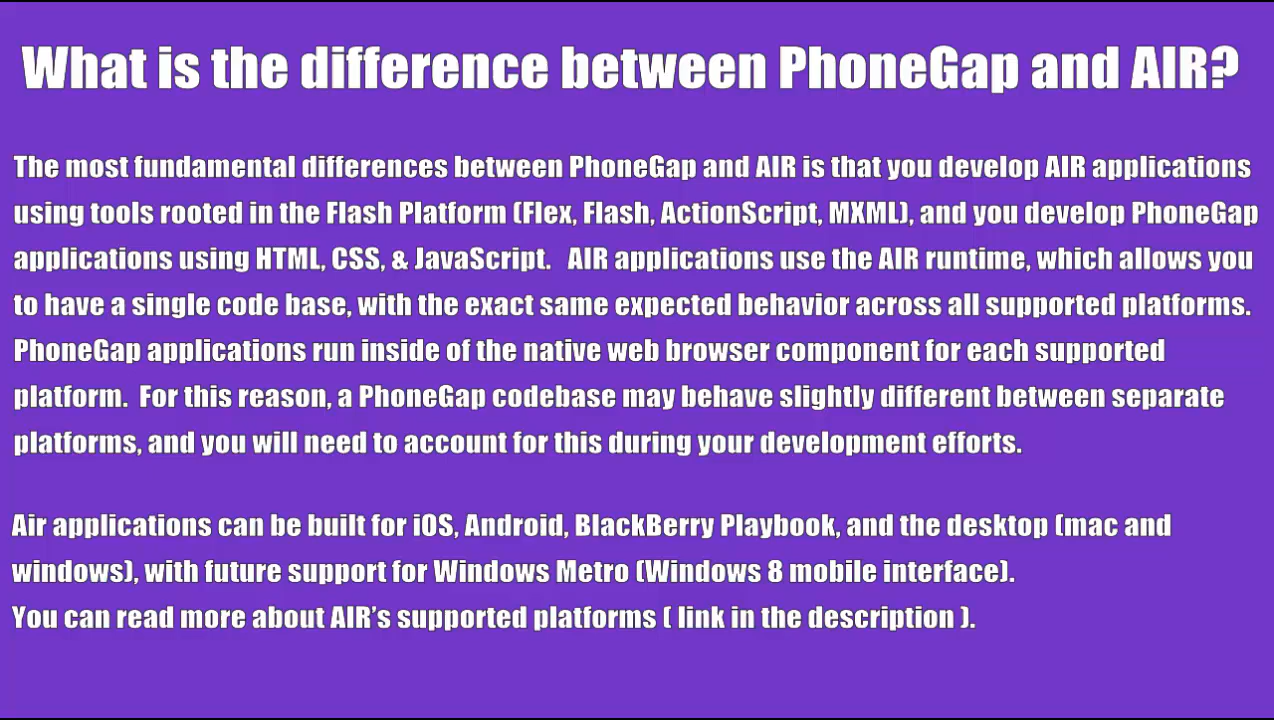 What is the difference between PhoneGap and AIR?
The most fundamental differences between PhoneGap and AIR is that you develop AIR applications
using tools rooted in the Flash Platform (Flex, Flash, ActionScript, MXML), and you develop PhoneGap
applications using HTML, CSS, & JavaScript.   AIR applications use the AIR runtime, which allows you
to have a single code base, with the exact same expected behavior across all supported platforms.
PhoneGap applications run inside of the native web browser component for each supported
platform.  For this reason, a PhoneGap codebase may behave slightly different between separate
platforms, and you will need to account for this during your development efforts.
Air applications can be built for iOS, Android, BlackBerry Playbook, and the desktop (mac and
windows), with future support for Windows Metro (Windows 8 mobile interface).
You can read more about AIR’s supported platforms ( link in the description ).